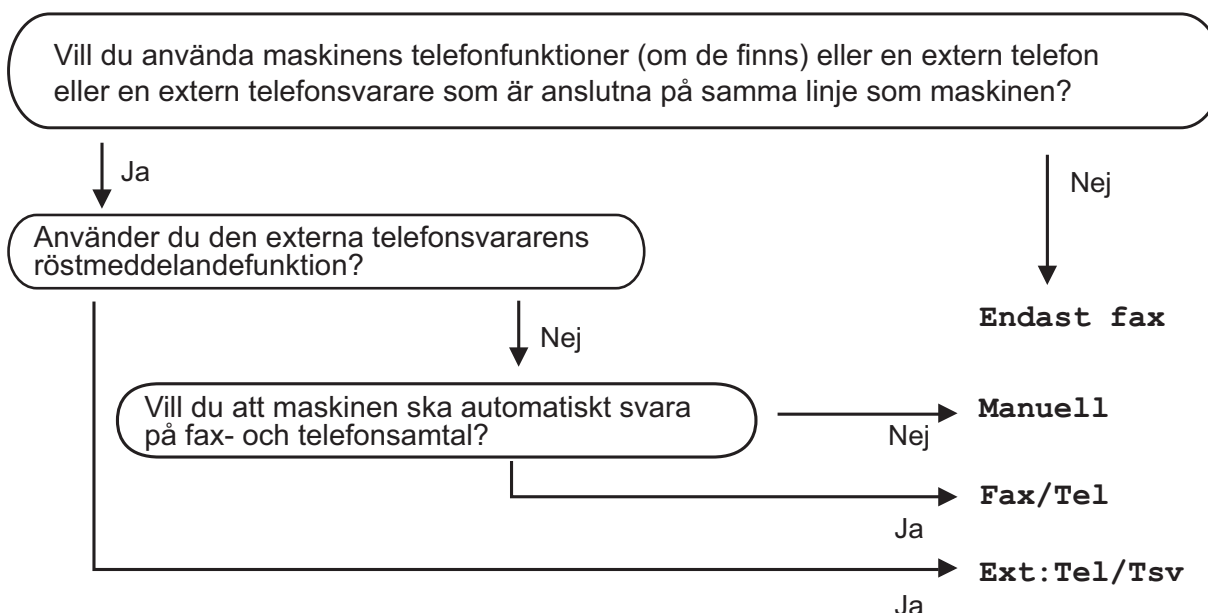 Vill du använda maskinens telefonfunktioner (om de finns) eller en extern telefon
eller en extern telefonsvarare som är anslutna på samma linje som maskinen?
Ja
Nej
Använder du den externa telefonsvararens
röstmeddelandefunktion?
Endast fax
Nej
Vill du att maskinen ska automatiskt svara
på fax- och telefonsamtal?
Manuell
Nej
Fax/Tel
Ja
Ext:Tel/Tsv
Ja